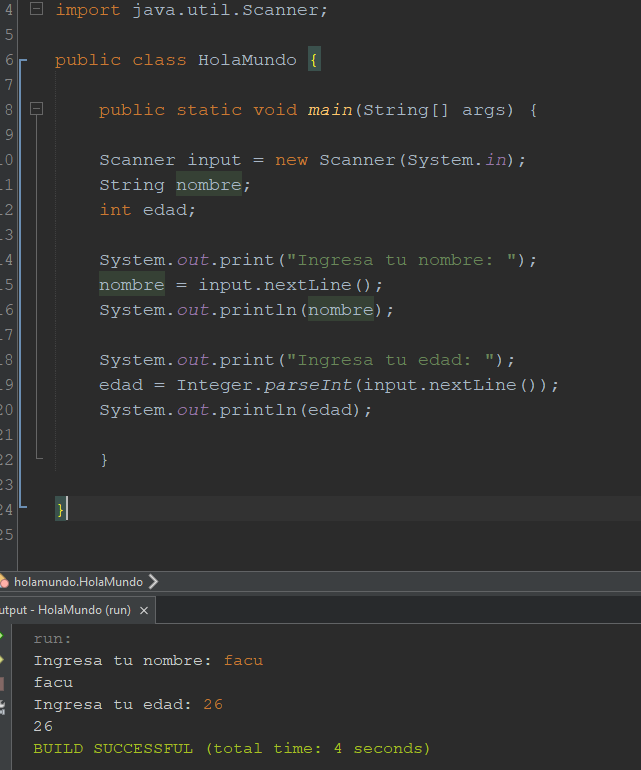 4 import java.util.Scanner;
5
6 public class HolaMundo {
7
8 public static void main(String[] args) {
9
10 Scanner input = new Scanner(System.in);
11 String nombre;
12 int edad;
13
14 System.out.print("Ingresa tu nombre: ");
15 nombre = input.nextLine();
16 System.out.println(nombre);
17
18 System.out.print("Ingresa tu edad: ");
19 edad = Integer.parseInt(input.nextLine());
20 System.out.println(edad);
21
22 }
23
24 }
25
holamundo.HolaMundo
utput - HolaMundo (run) ×
run:
Ingresa tu nombre: facu
facu
Ingresa tu edad: 26
26
BUILD SUCCESSFUL (total time: 4 seconds)